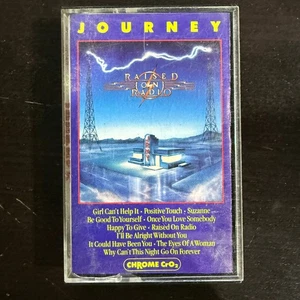 JOURNEY
RAISED
ON
RADIO
Girl Can't Help It • Positive Touch • Suzanne
Be Good To Yourself • Once You Love Somebody
Happy To Give • Raised On Radio
I'll Be Alright Without You
It Could Have Been You • The Eyes Of A Woman
Why Can't This Night Go On Forever
CHROME CrO₂